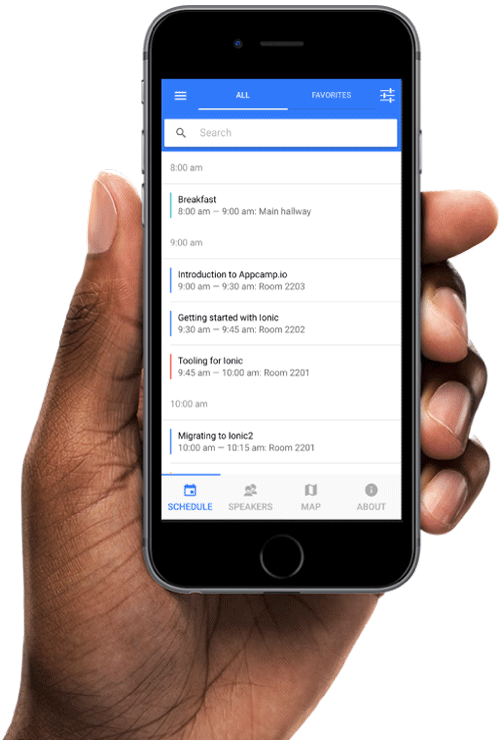 ALL FAVORITES
Search
8:00 am
Breakfast
8:00 am — 9:00 am: Main hallway
9:00 am
Introduction to Appcamp.io
9:00 am — 9:30 am: Room 2203
Getting started with Ionic
9:30 am — 9:45 am: Room 2202
Tooling for Ionic
9:45 am — 10:00 am: Room 2201
10:00 am
Migrating to Ionic2
10:00 am — 10:15 am: Room 2201
SCHEDULE SPEAKERS MAP ABOUT